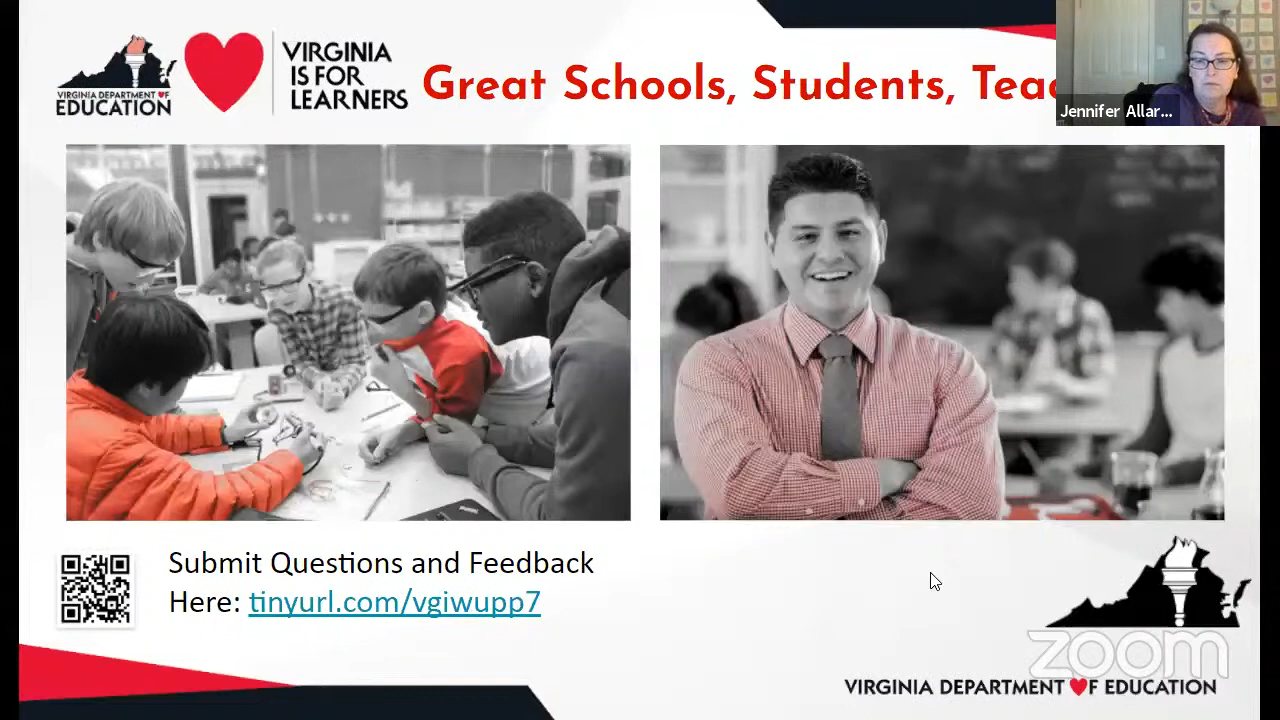 VIRGINIA DEPARTMENT OF
EDUCATION
VIRGINIA
IS FOR
LEARNERS
Great Schools, Students, Tea
Jennifer Allar...
Submit Questions and Feedback
Here: tinyurl.com/vgiwupp7
zoom
VIRGINIA DEPARTMENT OF EDUCATION